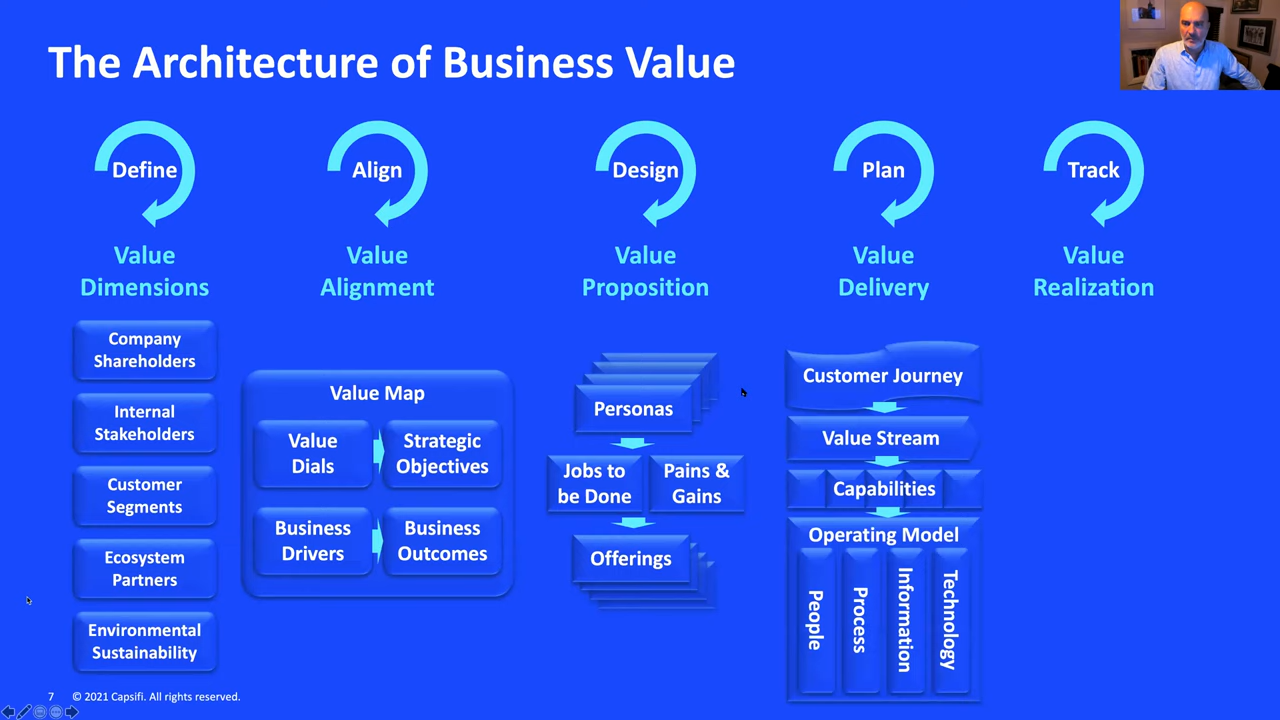 The Architecture of Business Value
Define
Value
Dimensions
Company
Shareholders
Internal
Stakeholders
Customer
Segments
Ecosystem
Partners
Environmental
Sustainability
Align
Value
Alignment
Value Map
Value
Dials
Strategic
Objectives
Business
Drivers
Business
Outcomes
Design
Value
Proposition
Personas
Jobs to
be Done
Pains &
Gains
Offerings
Plan
Value
Delivery
Customer Journey
Value Stream
Capabilities
Operating Model
People
Process
Information
Technology
Track
Value
Realization
7 © 2021 Capsifi. All rights reserved.